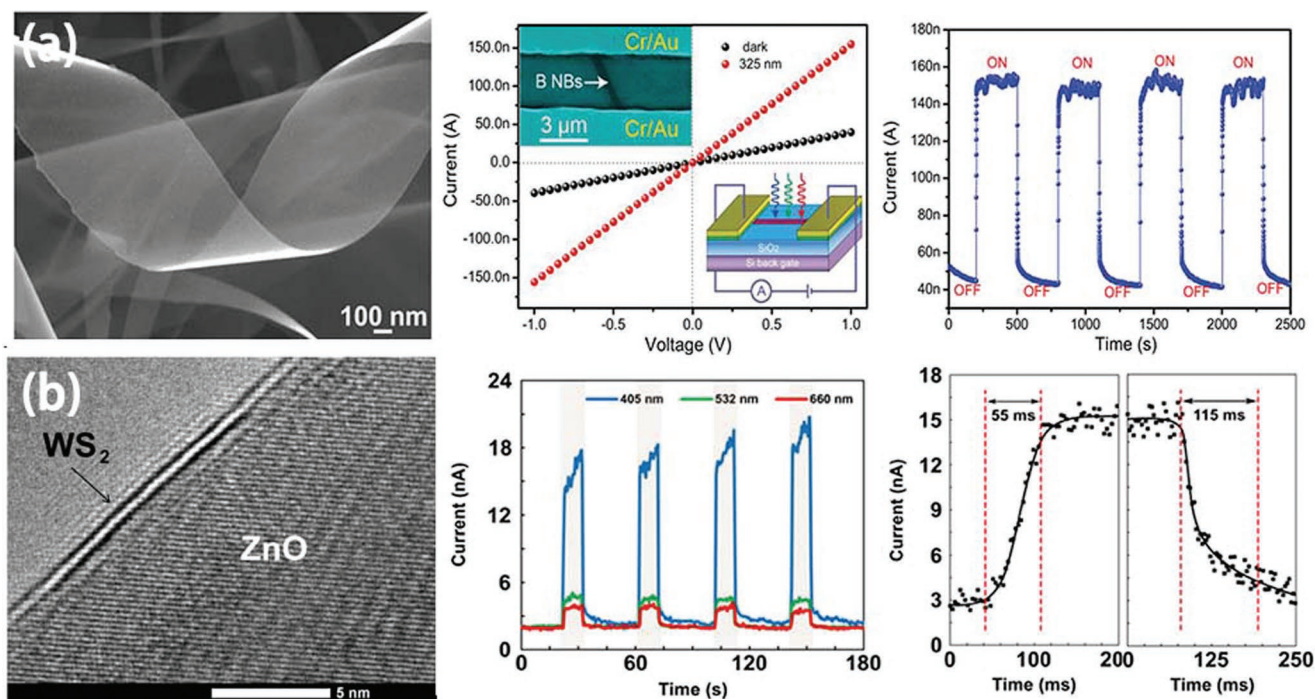 (a)
100 nm
150.0n
100.0n
50.0n
0.0
-50.0n
-100.0n
-150.0n
Current (A)
Cr/Au
B NBs
3 µm
Cr/Au
dark
325 nm
SiO₂
Si back gate
A
-1.0 -0.5 0.0 0.5 1.0
Voltage (V)
180n
160n
140n
120n
100n
80n
60n
40n
Current (A)
ON ON ON ON
OFF OFF OFF OFF OFF
0 500 1000 1500 2000 2500
Time (s)
(b)
WS₂
ZnO
5 nm
24
18
12
6
0
Current (nA)
405 nm 532 nm 660 nm
0 60 120 180
Time (s)
18
15
12
9
6
3
0
Current (nA)
55 ms 115 ms
0 100 200 125 250
Time (ms) Time (ms)